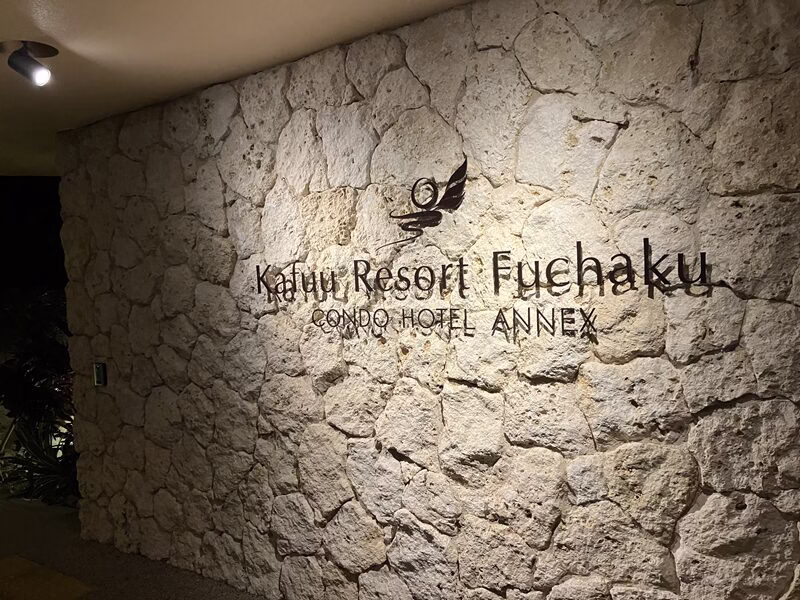 Kafuu Resort Fuchaku
CONDO HOTEL ANNEX